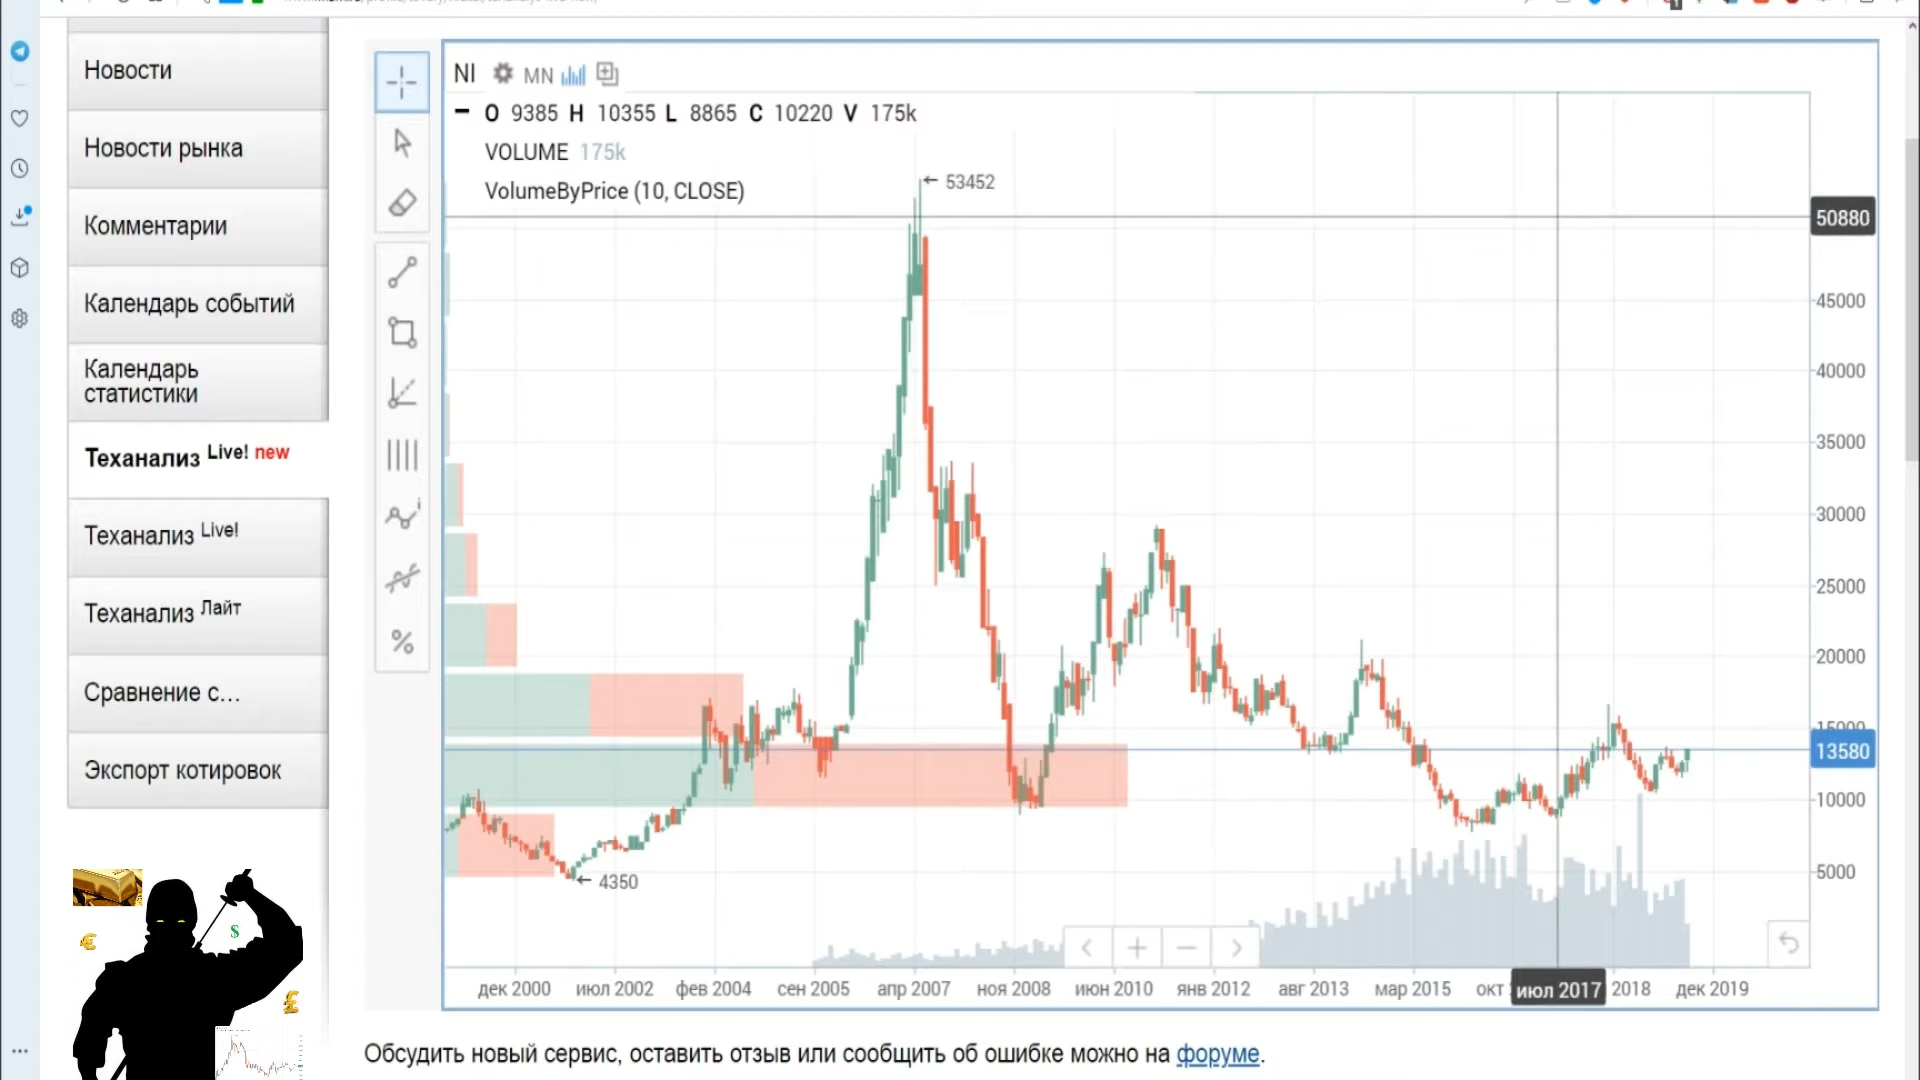 Новости
Новости рынка
Комментарии
Календарь событий
Календарь
статистики
Теханализ Live! new
Теханализ Live!
Теханализ Лайт
Сравнение с...
Экспорт котировок
NI MN
O 9385 H 10355 L 8865 C 10220 V 175k
VOLUME 175k
VolumeByPrice (10, CLOSE)
53452
50880
45000
40000
35000
30000
25000
20000
15000
13580
10000
5000
4350
дек 2000 июл 2002 фев 2004 сен 2005 апр 2007 ноя 2008 июн 2010 янв 2012 авг 2013 мар 2015 окт июл 2017 2018 дек 2019
Обсудить новый сервис, оставить отзыв или сообщить об ошибке можно на форуме.